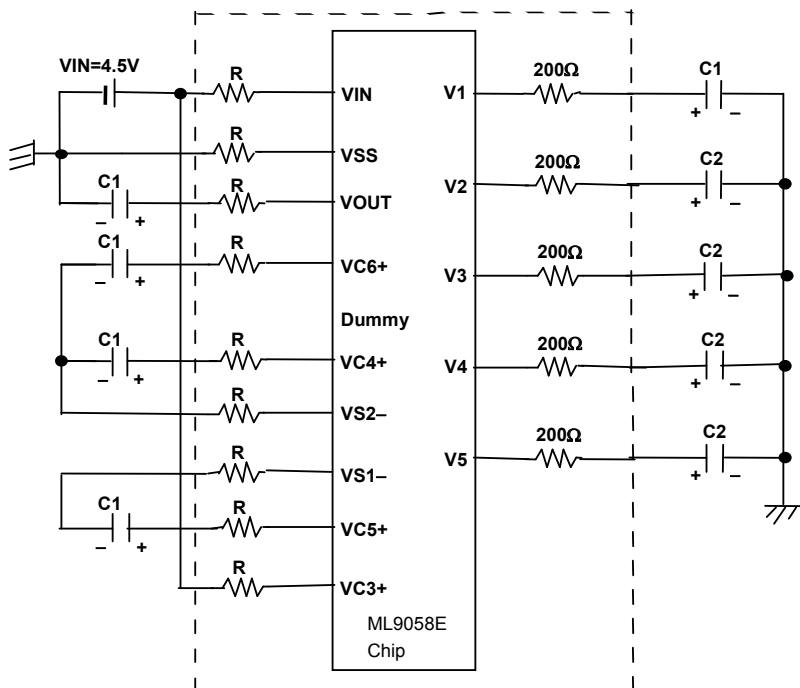 VIN=4.5V
R
VIN
R
VSS
C1
R
VOUT
– +
C1
R
VC6+
– +
Dummy
C1
R
VC4+
– +
R
VS2–
R
VS1–
C1
R
VC5+
– +
R
VC3+
ML9058E
Chip
V1
200Ω
C1
+ –
V2
200Ω
C2
+ –
V3
200Ω
C2
+ –
V4
200Ω
C2
+ –
V5
200Ω
C2
+ –